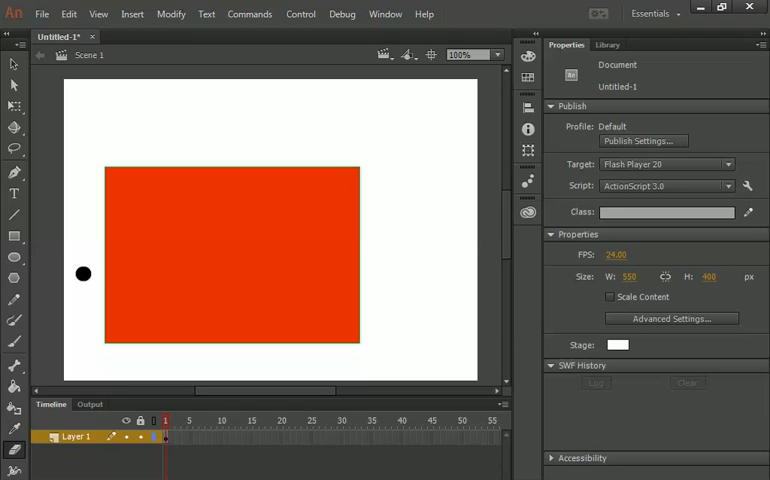 An File Edit View Insert Modify Text Commands Control Debug Window Help Essentials
Untitled-1* ×
Scene 1 100%
Properties Library
Document
An
Untitled-1
Publish
Profile: Default
Publish Settings...
Target: Flash Player 20
Script: ActionScript 3.0
Class:
Properties
FPS: 24.00
Size: W: 550 H: 400 px
Scale Content
Advanced Settings...
Stage:
SWF History
Log Clear
Accessibility
T
Timeline Output
1 5 10 15 20 25 30 35 40 45 50 55
Layer 1